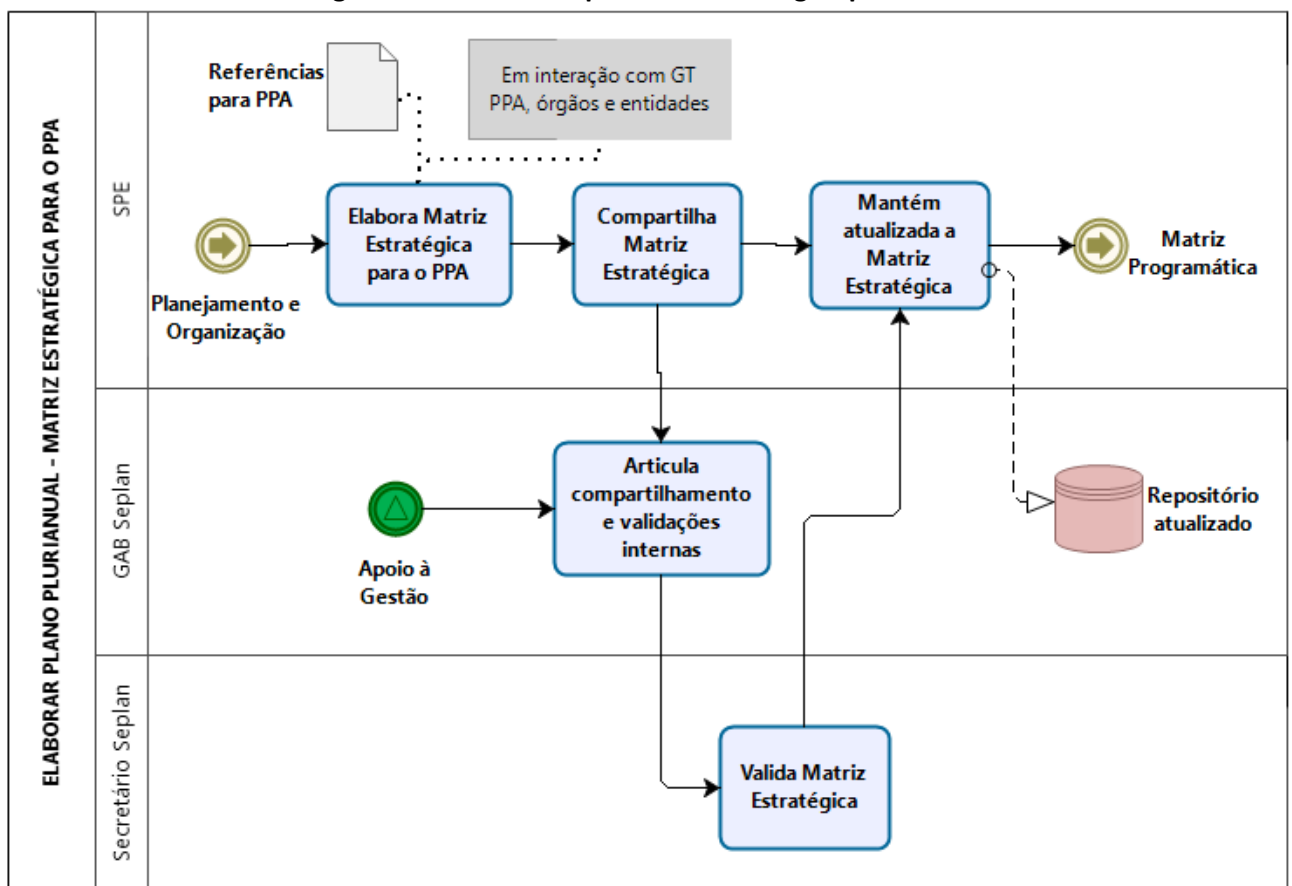 ELABORAR PLANO PLURIANUAL - MATRIZ ESTRATÉGICA PARA O PPA
SPE
Referências
para PPA
Em interação com GT
PPA, órgãos e entidades
Planejamento e
Organização
Elabora Matriz
Estratégica
para o PPA
Compartilha
Matriz
Estratégica
Mantém
atualizada a
Matriz
Estratégica
Matriz
Programática
GAB Seplan
Apoio à
Gestão
Articula
compartilhamento
e validações
internas
Repositório
atualizado
Secretário Seplan
Valida Matriz
Estratégica